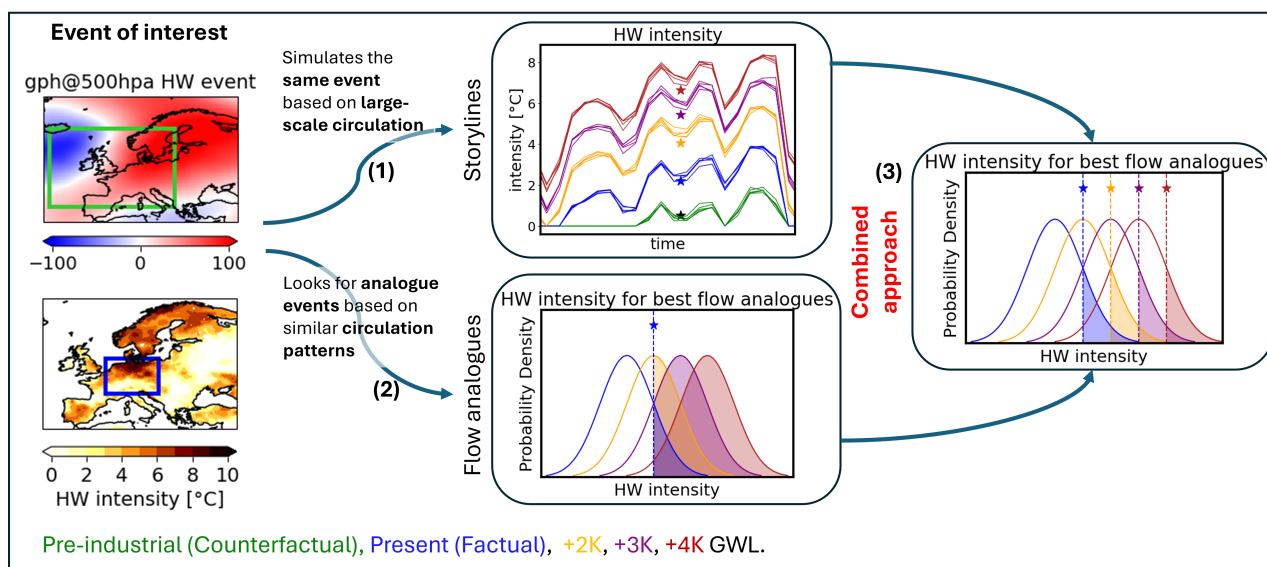 Event of interest
gph@500hpa HW event
−100 0 100
0 2 4 6 8 10
HW intensity [°C]
Simulates the
same event
based on large-
scale circulation
(1)
Looks for analogue
events based on
similar circulation
patterns
(2)
Storylines
HW intensity
intensity [°C]
8
6
4
2
0
time
Flow analogues
HW intensity for best flow analogues
Probability Density
HW intensity
(3)
Combined
approach
HW intensity for best flow analogues
Probability Density
HW intensity
Pre-industrial (Counterfactual), Present (Factual), +2K, +3K, +4K GWL.